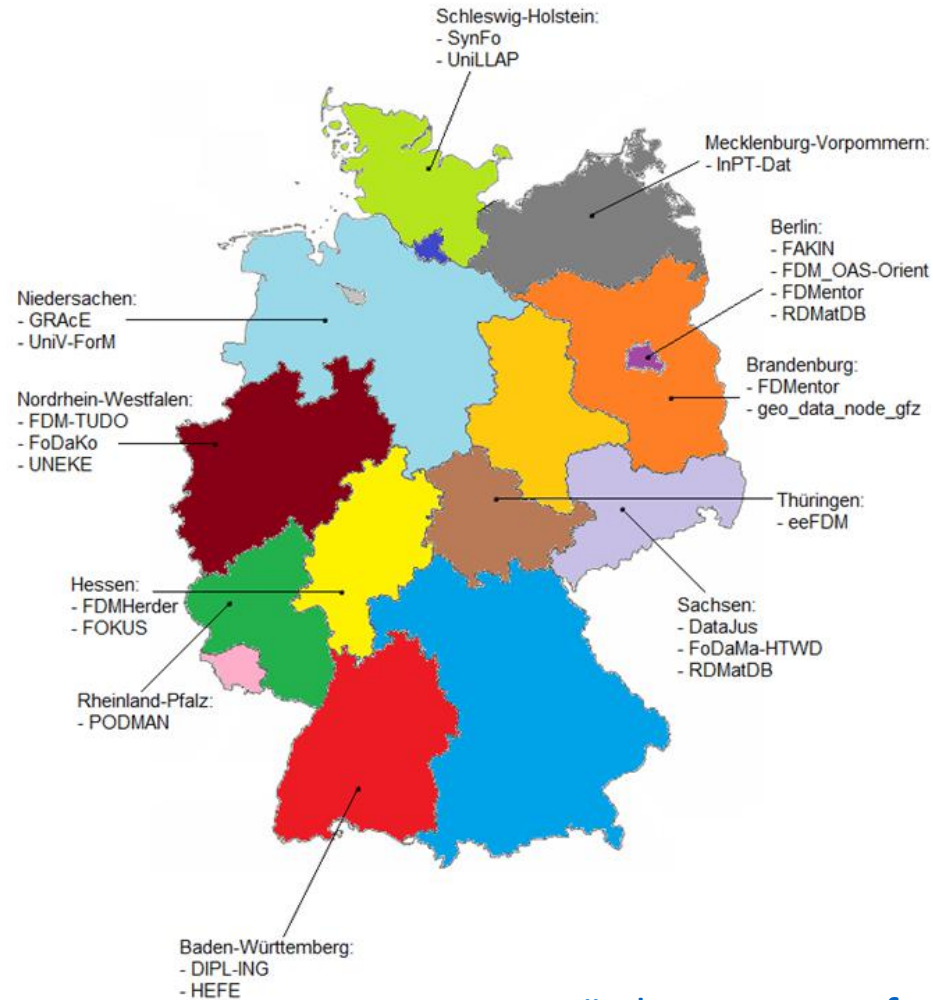 Schleswig-Holstein:
- SynFo
- UniLLAP
Mecklenburg-Vorpommern:
- InPT-Dat
Berlin:
- FAKIN
- FDM_OAS-Orient
- FDMentor
- RDMatDB
Niedersachen:
- GRAcE
- UniV-ForM
Brandenburg:
- FDMentor
- geo_data_node_gfz
Nordrhein-Westfalen:
- FDM-TUDO
- FoDaKo
- UNEKE
Thüringen:
- eeFDM
Hessen:
- FDMHerder
- FOKUS
Sachsen:
- DataJus
- FoDaMa-HTWD
- RDMatDB
Rheinland-Pfalz:
- PODMAN
Baden-Württemberg:
- DIPL-ING
- HEFE